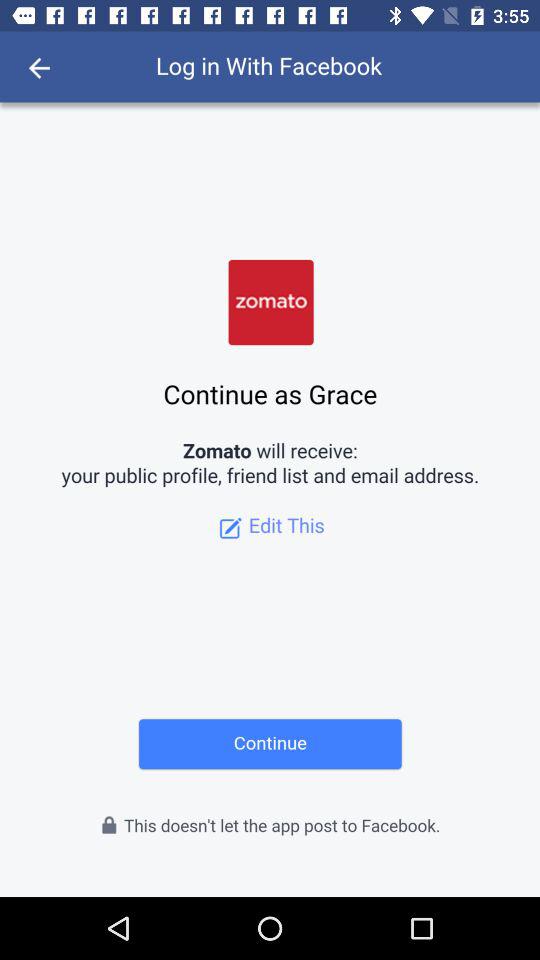 3:55
Log in With Facebook
zomato
Continue as Grace
Zomato will receive:
your public profile, friend list and email address.
Edit This
Continue
This doesn't let the app post to Facebook.